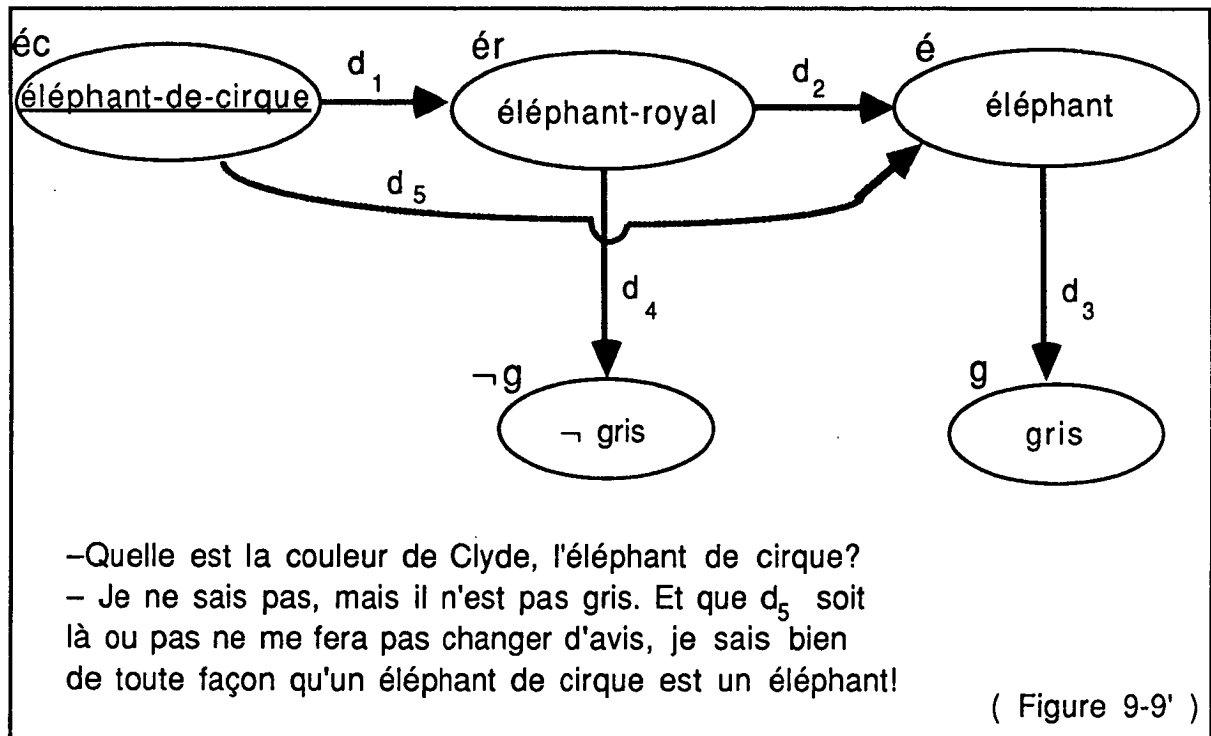 éc
ér
é
éléphant-de-cirque
d1
éléphant-royal
d2
éléphant
d5
d4
d3
¬ g
g
¬ gris
gris
–Quelle est la couleur de Clyde, l'éléphant de cirque?
– Je ne sais pas, mais il n'est pas gris. Et que d5 soit
là ou pas ne me fera pas changer d'avis, je sais bien
de toute façon qu'un éléphant de cirque est un éléphant!
( Figure 9-9' )